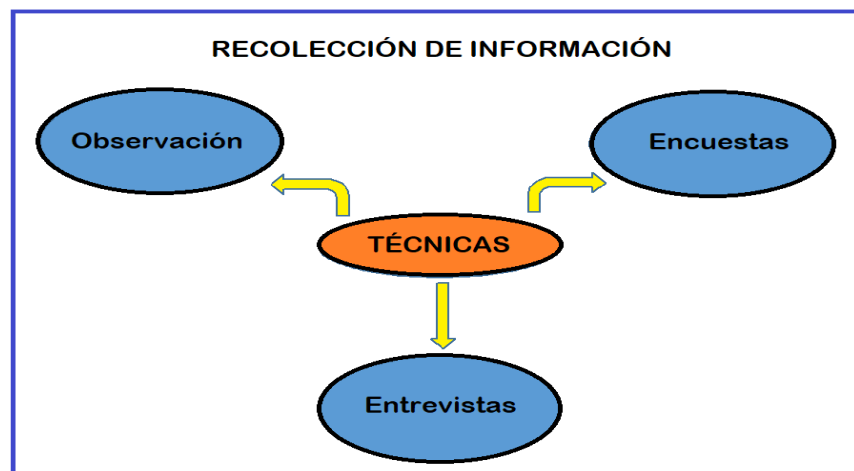 RECOLECCIÓN DE INFORMACIÓN
Observación
Encuestas
TÉCNICAS
Entrevistas